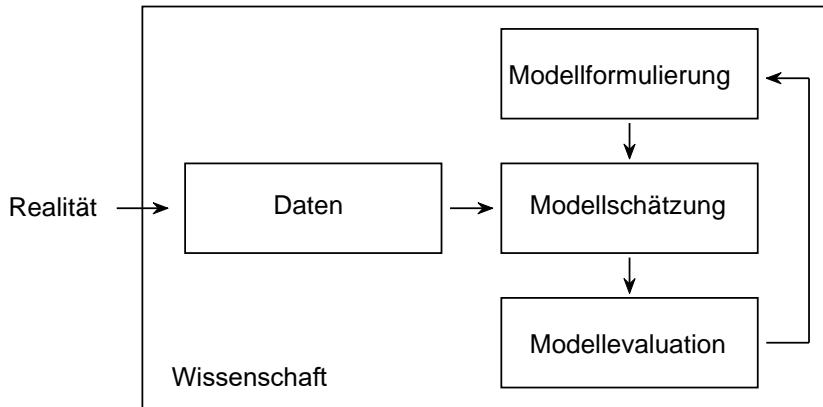 Modellformulierung
Realität
Daten
Modellschätzung
Modellevaluation
Wissenschaft